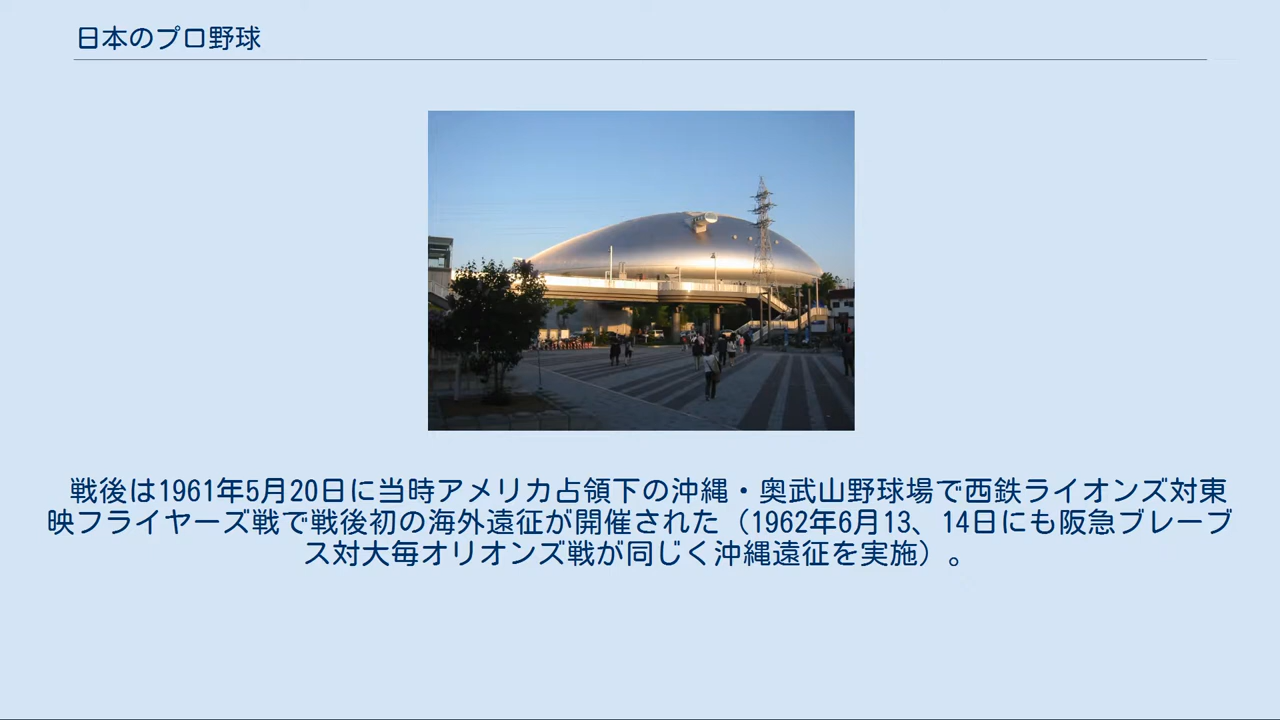 日本のプロ野球
戦後は1961年5月20日に当時アメリカ占領下の沖縄・奥武山野球場で西鉄ライオンズ対東
映フライヤーズ戦で戦後初の海外遠征が開催された（1962年6月13、14日にも阪急ブレーブ
ス対大毎オリオンズ戦が同じく沖縄遠征を実施）。